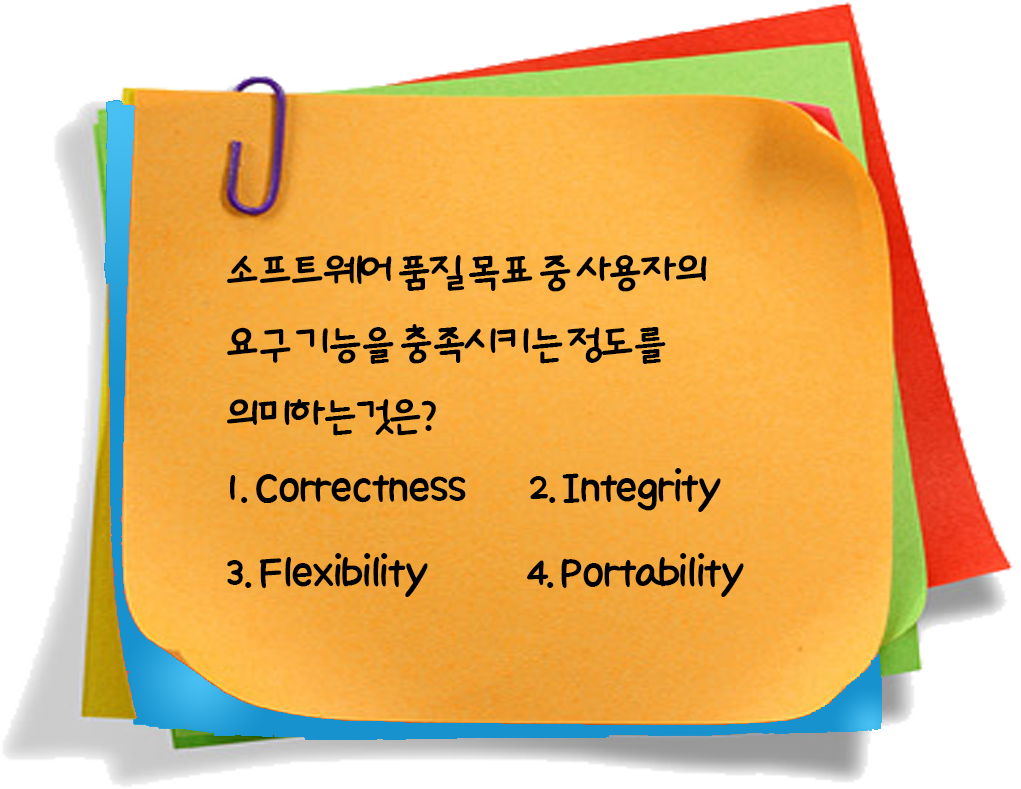 소프트웨어 품질 목표 중 사용자의
요구 기능을 충족시키는 정도를
의미하는 것은?
1. Correctness 2. Integrity
3. Flexibility 4. Portability